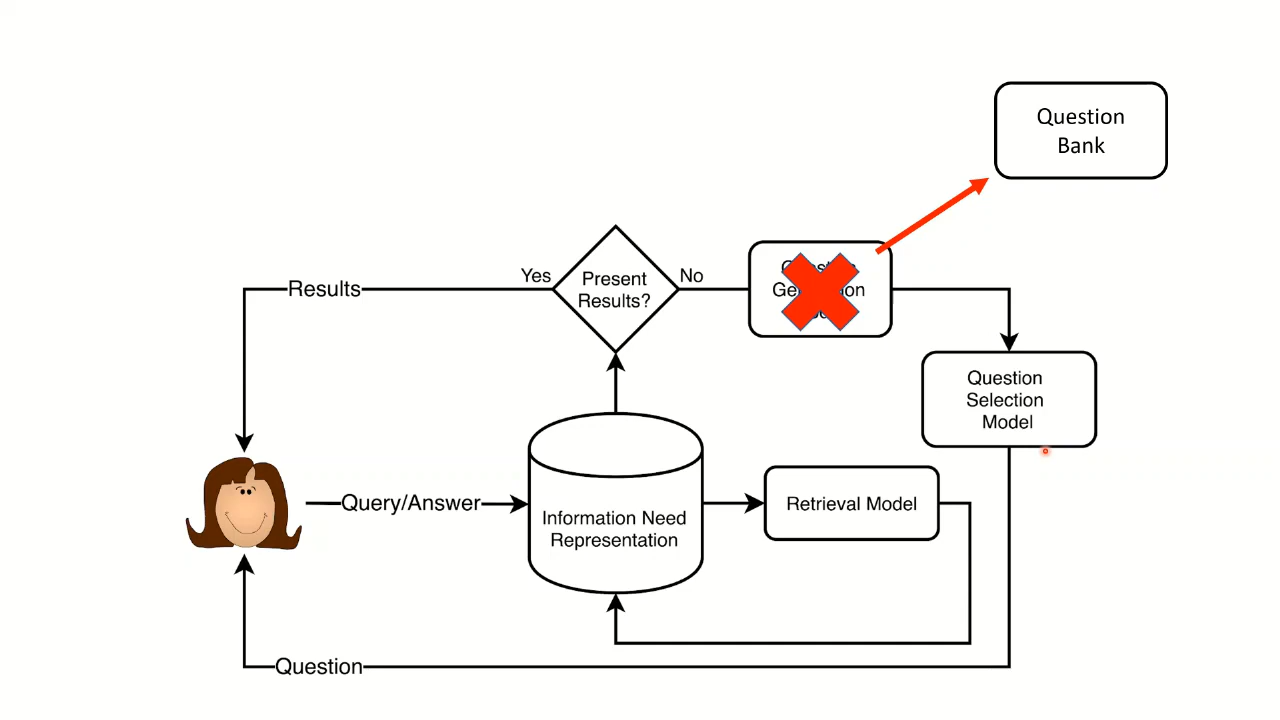 Question
Bank
Yes
Present
Results?
No
Results
Question
Selection
Model
Query/Answer
Information Need
Representation
Retrieval Model
Question